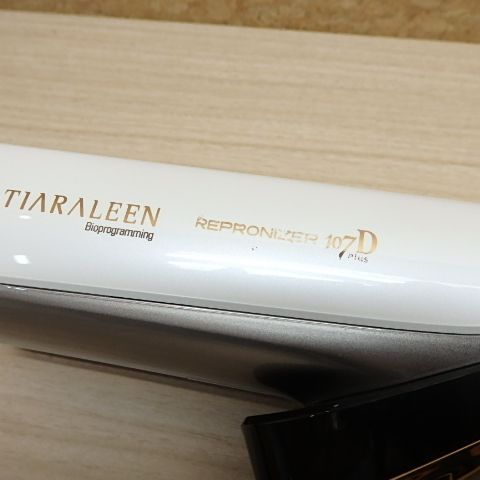 TIARALEEN
Bioprogramming
REPRONIZER 107D
Plus